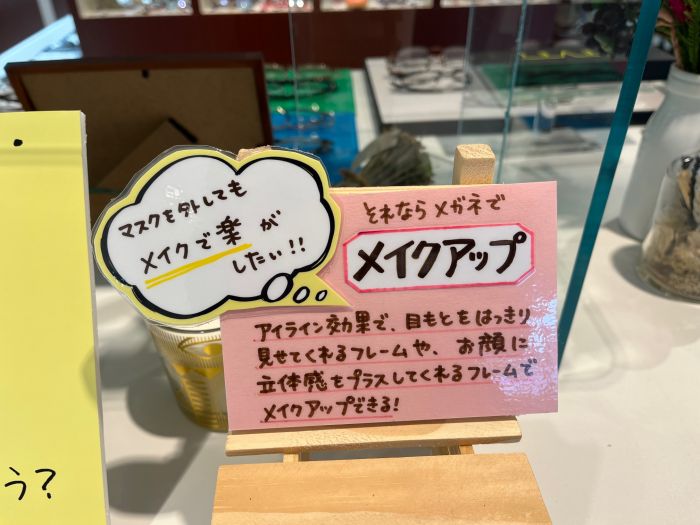 マスクを外しても
メイクで楽が
したい!!
それならメガネで
メイクアップ
アイライン効果で、目もとをはっきり
見せてくれるフレームや、お顔に
立体感をプラスしてくれるフレームで
メイクアップできる!
う?